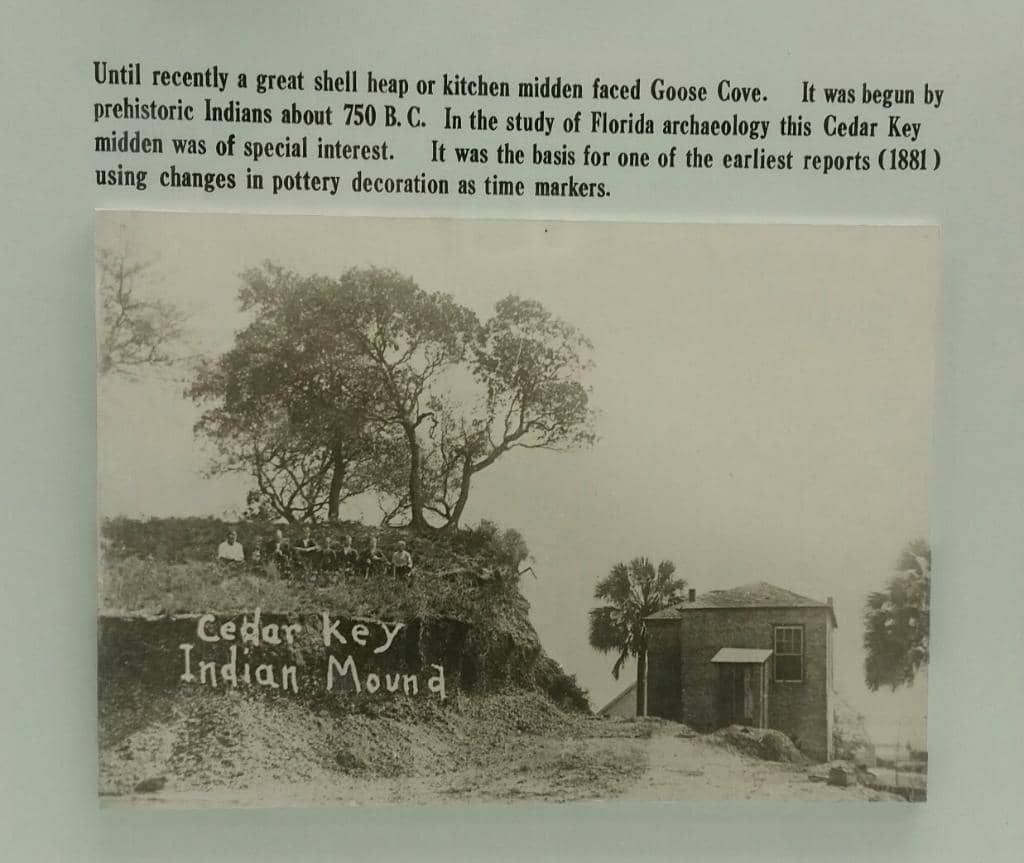 Until recently a great shell heap or kitchen midden faced Goose Cove. It was begun by
prehistoric Indians about 750 B. C. In the study of Florida archaeology this Cedar Key
midden was of special interest. It was the basis for one of the earliest reports (1881)
using changes in pottery decoration as time markers.
Cedar Key
Indian Mound